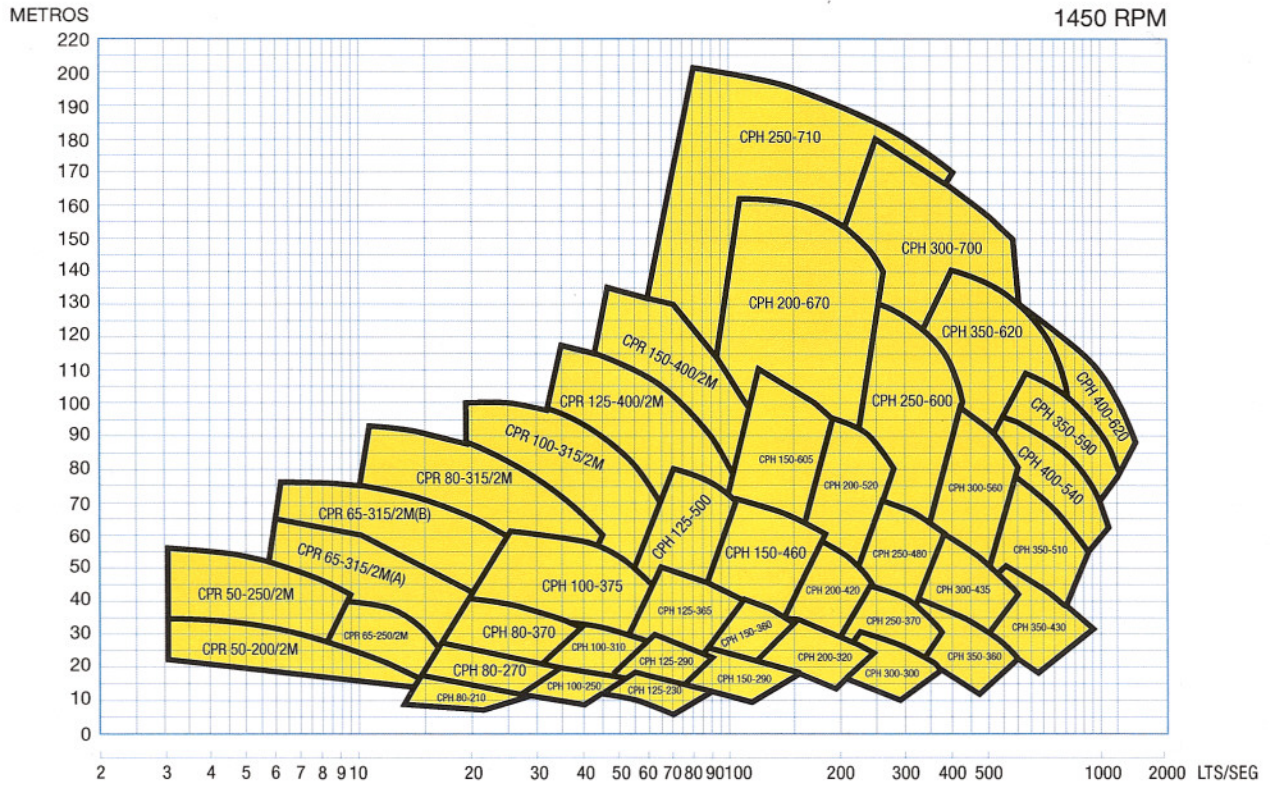 METROS
1450 RPM
220
200
190
180
170
160
150
140
130
120
110
100
90
80
70
60
50
40
30
20
10
0
CPH 250-710
CPH 300-700
CPH 200-670
CPH 350-620
CPR 150-400/2M
CPH 400-620
CPR 125-400/2M
CPH 250-600
CPH 350-590
CPR 100-315/2M
CPH 150-605
CPH 400-540
CPR 80-315/2M
CPH 200-520
CPH 300-560
CPR 65-315/2M(B)
CPH 125-500
CPR 65-315/2M(A)
CPH 150-460
CPH 250-480
CPH 350-510
CPR 50-250/2M
CPH 100-375
CPH 200-420
CPH 300-435
CPH 125-365
CPH 250-370
CPH 350-430
CPR 65-250/2M
CPH 80-370
CPH 150-360
CPR 50-200/2M
CPH 100-310
CPH 125-290
CPH 200-320
CPH 350-360
CPH 80-270
CPH 300-300
CPH 80-210
CPH 100-250
CPH 125-230
CPH 150-290
2 3 4 5 6 7 8 9 10 20 30 40 50 60 70 80 90 100 200 300 400 500 1000 2000 LTS/SEG